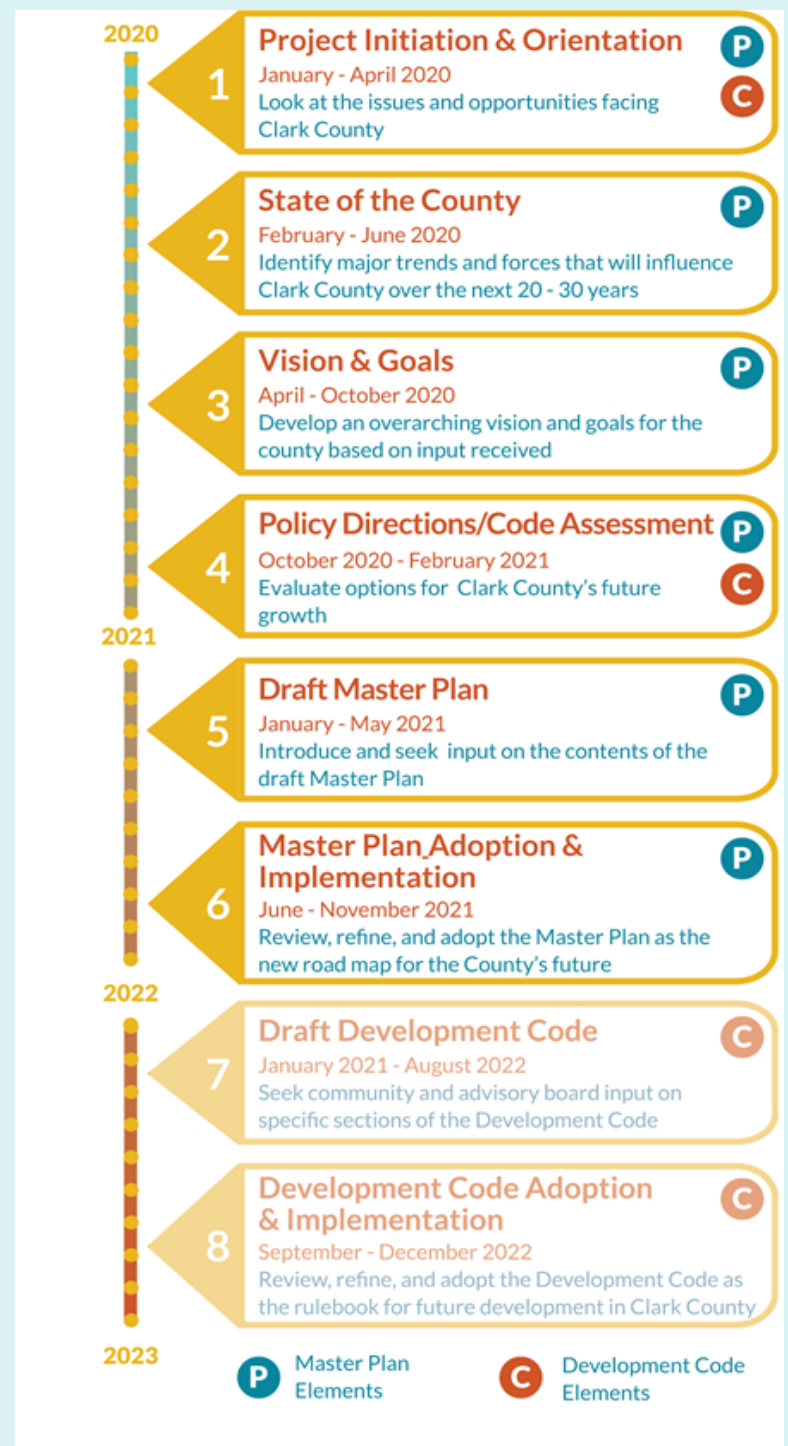 2020
1
Project Initiation & Orientation
P
January - April 2020
C
Look at the issues and opportunities facing
Clark County
2
State of the County
P
February - June 2020
Identify major trends and forces that will influence
Clark County over the next 20 - 30 years
3
Vision & Goals
P
April - October 2020
Develop an overarching vision and goals for the
county based on input received
4
Policy Directions/Code Assessment
P
October 2020 - February 2021
C
Evaluate options for Clark County's future
growth
2021
5
Draft Master Plan
P
January - May 2021
Introduce and seek input on the contents of the
draft Master Plan
6
Master Plan Adoption &
Implementation
P
June - November 2021
Review, refine, and adopt the Master Plan as the
new road map for the County's future
2022
7
Draft Development Code
C
January 2021 - August 2022
Seek community and advisory board input on
specific sections of the Development Code
8
Development Code Adoption
& Implementation
C
September - December 2022
Review, refine, and adopt the Development Code as
the rulebook for future development in Clark County
2023
P
Master Plan
Elements
C
Development Code
Elements